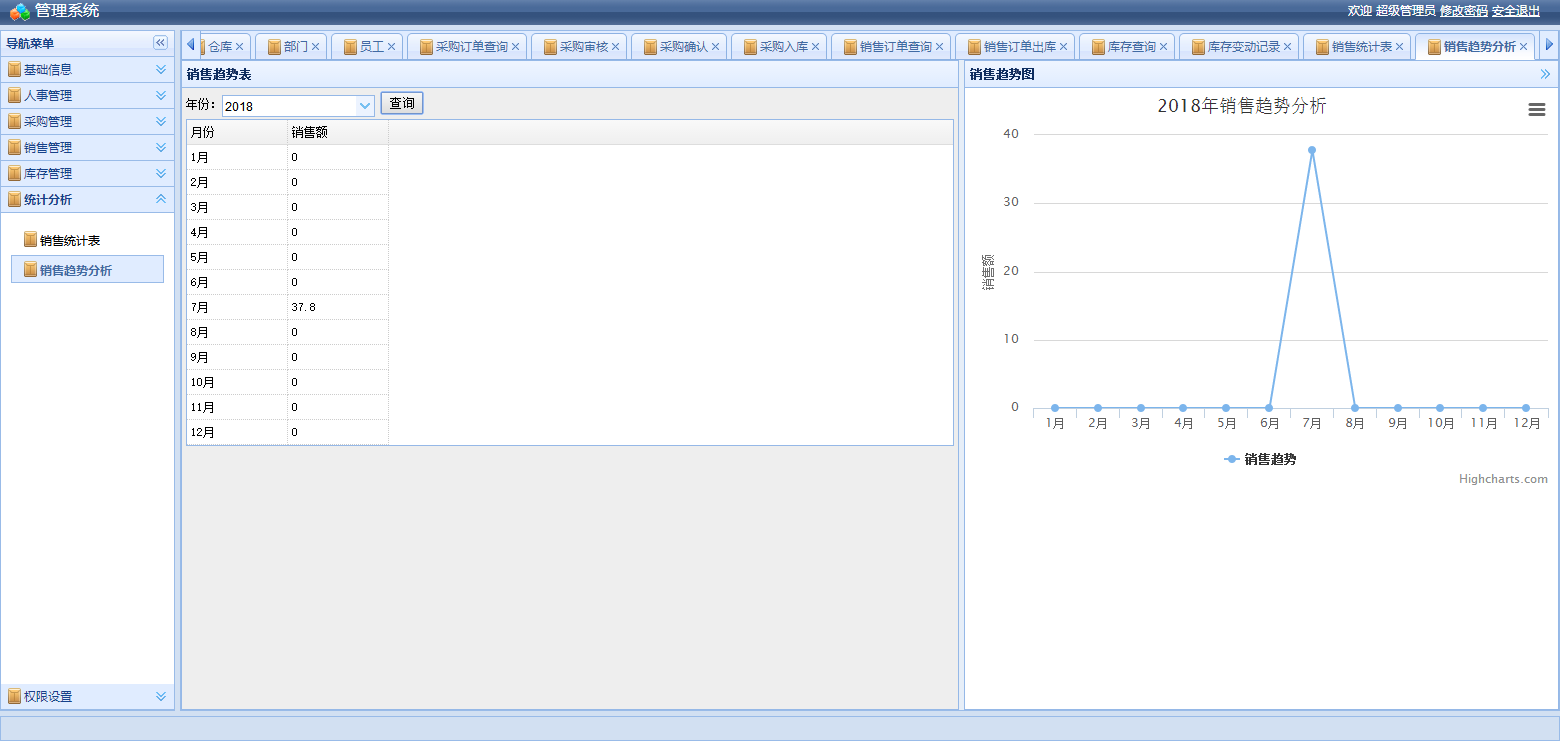 管理系统
欢迎 超级管理员 修改密码 安全退出
导航菜单
基础信息
人事管理
采购管理
销售管理
库存管理
统计分析
销售统计表
销售趋势分析
权限设置
仓库 部门 员工 采购订单查询 采购审核 采购确认 采购入库 销售订单查询 销售订单出库 库存查询 库存变动记录 销售统计表 销售趋势分析
销售趋势表
年份: 2018 查询
月份 销售额
1月 0
2月 0
3月 0
4月 0
5月 0
6月 0
7月 37.8
8月 0
9月 0
10月 0
11月 0
12月 0
销售趋势图
2018年销售趋势分析
销售额
40
30
20
10
0
1月 2月 3月 4月 5月 6月 7月 8月 9月 10月 11月 12月
销售趋势
Highcharts.com